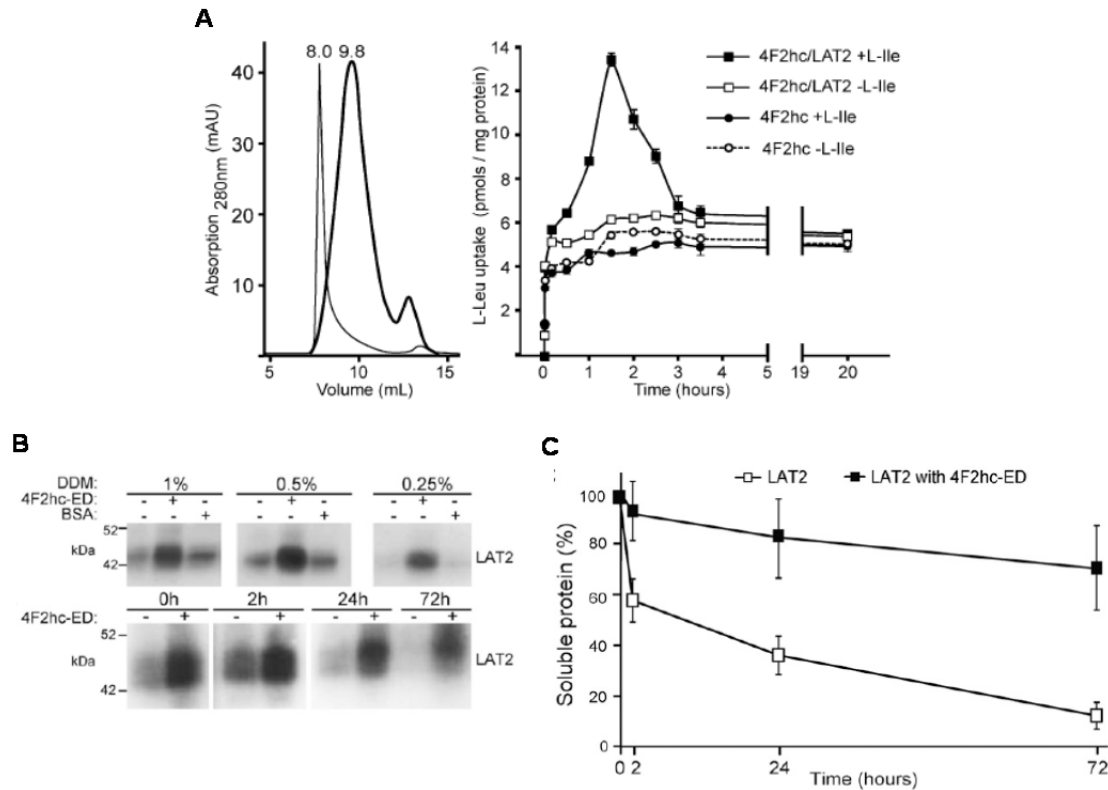 A
8.0 9.8
Absorption 280nm (mAU)
40
30
20
10
5 10 15
Volume (mL)
L-Leu uptake (pmols / mg protein)
14
12
10
8
6
4
2
0 1 2 3 4 5 19 20
Time (hours)
4F2hc/LAT2 +L-Ile
4F2hc/LAT2 -L-Ile
4F2hc +L-Ile
4F2hc -L-Ile
B
DDM: 1% 0.5% 0.25%
4F2hc-ED: - + - - + - - + -
BSA: - - + - - + - - +
52
kDa
42
LAT2
0h 2h 24h 72h
4F2hc-ED: - + - + - + - +
52
kDa
42
LAT2
C
LAT2 LAT2 with 4F2hc-ED
Soluble protein (%)
100
80
60
40
20
0
0 2 24 72
Time (hours)